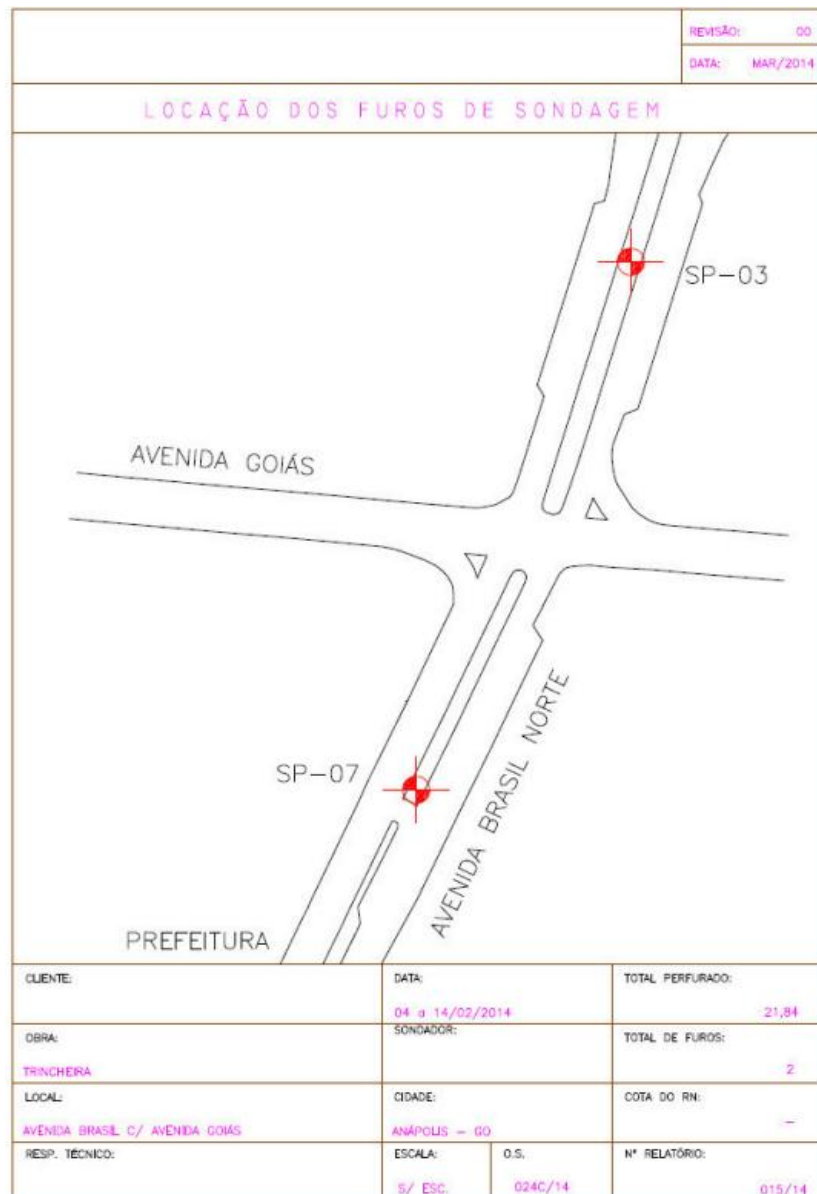 REVISÃO: 00
DATA: MAR/2014
LOCAÇÃO DOS FUROS DE SONDAGEM
SP-03
AVENIDA GOIÁS
SP-07
AVENIDA BRASIL NORTE
PREFEITURA
CLIENTE:
DATA:
04 a 14/02/2014
TOTAL PERFURADO:
21,84
OBRA:
TRINCHEIRA
SONDADOR:
TOTAL DE FUROS:
2
LOCAL:
AVENIDA BRASIL C/ AVENIDA GOIÁS
CIDADE:
ANÁPOLIS – GO
COTA DO RN:
–
RESP. TÉCNICO:
ESCALA:
S/ ESC.
O.S.
024C/14
Nº RELATÓRIO:
015/14